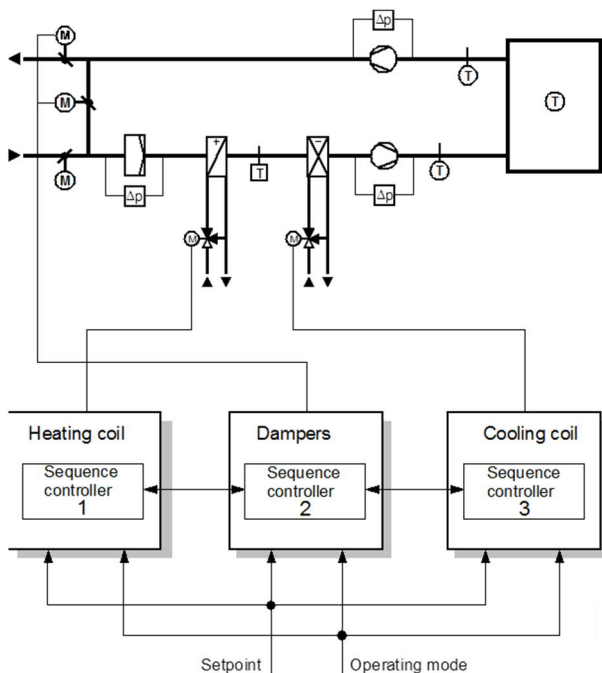 Δp
M
T
T
M
+
−
M
Δp
T
Δp
T
M
M
Heating coil
Dampers
Cooling coil
Sequence
controller
1
Sequence
controller
2
Sequence
controller
3
Setpoint
Operating mode